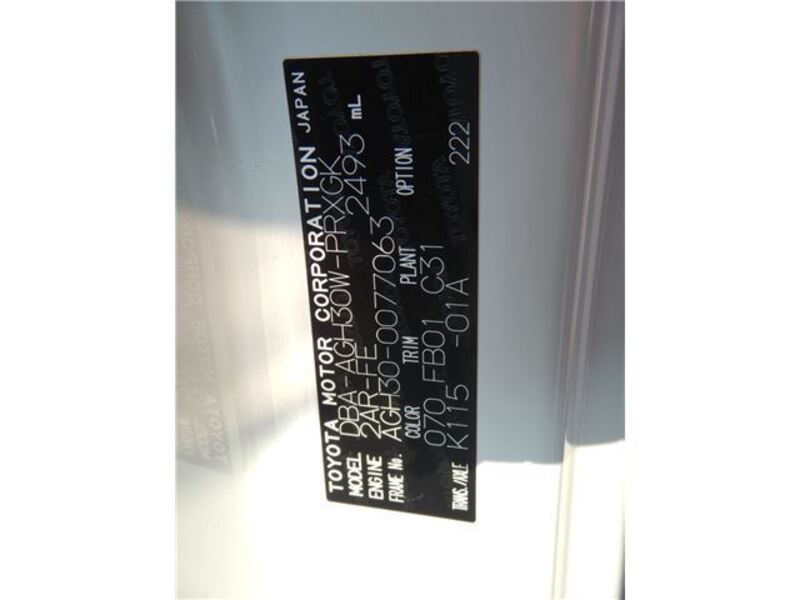 TOYOTA MOTOR CORPORATION JAPAN
MODEL DBA-AGH30W-PRXGK
ENGINE 2AR-FE 2493 mL
FRAME No. AGH30-0077063
COLOR TRIM PLANT OPTION
070 FB01 C31 222
TRANS./AXLE K115 -01A